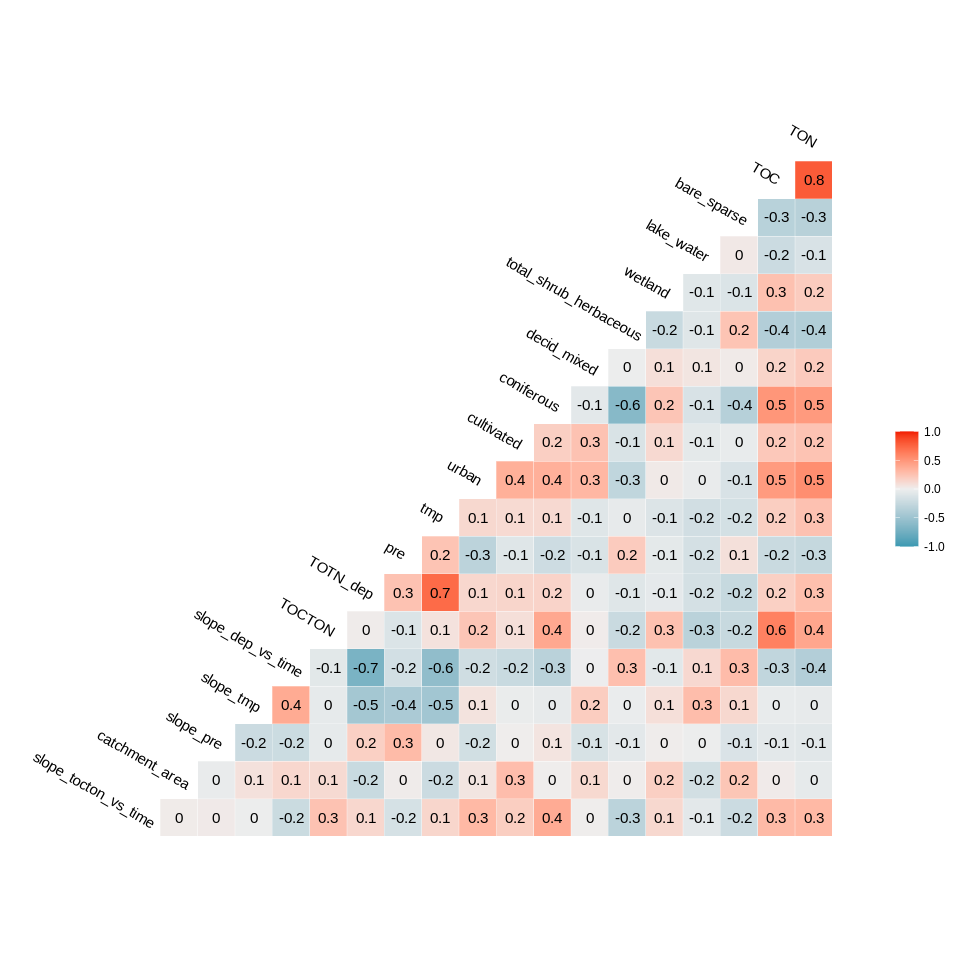 TON
TOC 0.8
bare_sparse -0.3 -0.3
lake_water 0 -0.2 -0.1
wetland -0.1 -0.1 0.3 0.2
total_shrub_herbaceous -0.2 -0.1 0.2 -0.4 -0.4
decid_mixed 0 0.1 0.1 0 0.2 0.2
coniferous -0.1 -0.6 0.2 -0.1 -0.4 0.5 0.5
cultivated 0.2 0.3 -0.1 0.1 -0.1 0 0.2 0.2
urban 0.4 0.4 0.3 -0.3 0 0 -0.1 0.5 0.5
tmp 0.1 0.1 0.1 -0.1 0 -0.1 -0.2 -0.2 0.2 0.3
pre 0.2 -0.3 -0.1 -0.2 -0.1 0.2 -0.1 -0.2 0.1 -0.2 -0.3
TOTN_dep 0.3 0.7 0.1 0.1 0.2 0 -0.1 -0.1 -0.2 -0.2 0.2 0.3
TOCTON 0 -0.1 0.1 0.2 0.1 0.4 0 -0.2 0.3 -0.3 -0.2 0.6 0.4
slope_dep_vs_time -0.1 -0.7 -0.2 -0.6 -0.2 -0.2 -0.3 0 0.3 -0.1 0.1 0.3 -0.3 -0.4
slope_tmp 0.4 0 -0.5 -0.4 -0.5 0.1 0 0 0.2 0 0.1 0.3 0.1 0 0
slope_pre -0.2 -0.2 0 0.2 0.3 0 -0.2 0 0.1 -0.1 -0.1 0 0 -0.1 -0.1 -0.1
catchment_area 0 0.1 0.1 0.1 -0.2 0 -0.2 0.1 0.3 0 0.1 0 0.2 -0.2 0.2 0 0
slope_tocton_vs_time 0 0 0 -0.2 0.3 0.1 -0.2 0.1 0.3 0.2 0.4 0 -0.3 0.1 -0.1 -0.2 0.3 0.3
1.0
0.5
0.0
-0.5
-1.0